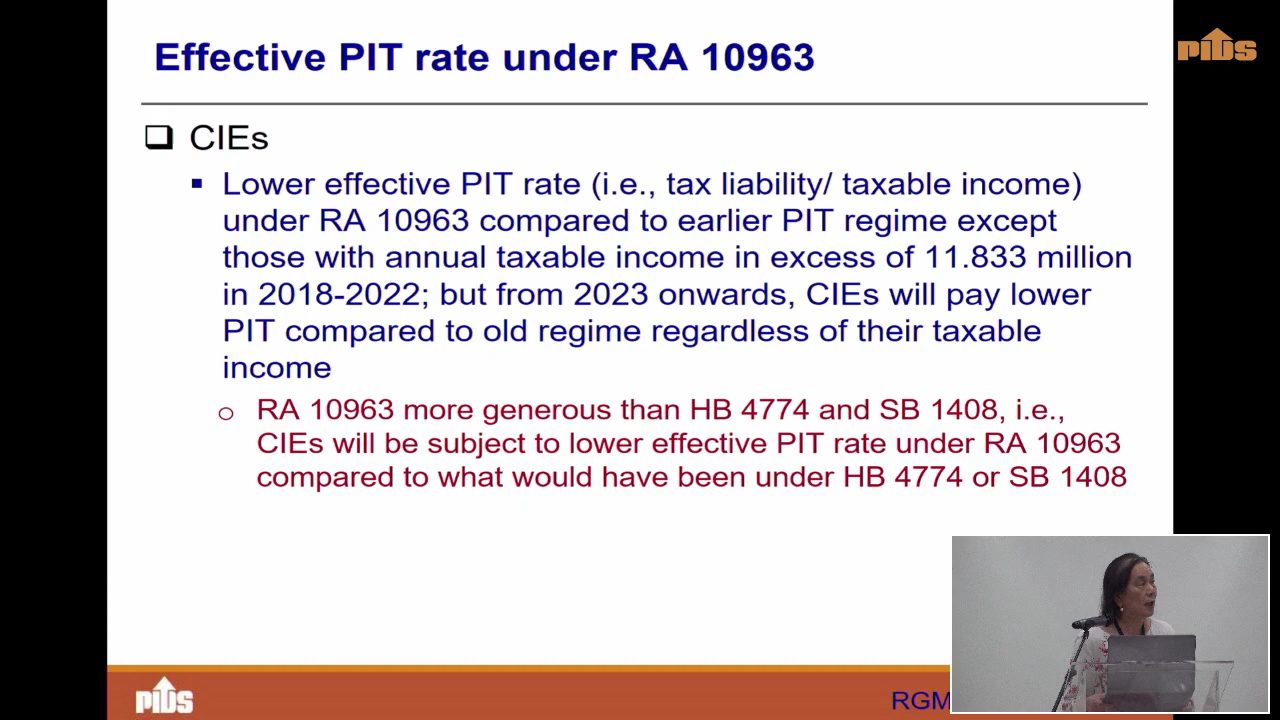 Effective PIT rate under RA 10963
PIDS
CIEs
Lower effective PIT rate (i.e., tax liability/ taxable income)
under RA 10963 compared to earlier PIT regime except
those with annual taxable income in excess of 11.833 million
in 2018-2022; but from 2023 onwards, CIEs will pay lower
PIT compared to old regime regardless of their taxable
income
RA 10963 more generous than HB 4774 and SB 1408, i.e.,
CIEs will be subject to lower effective PIT rate under RA 10963
compared to what would have been under HB 4774 or SB 1408
PIDS
RGM